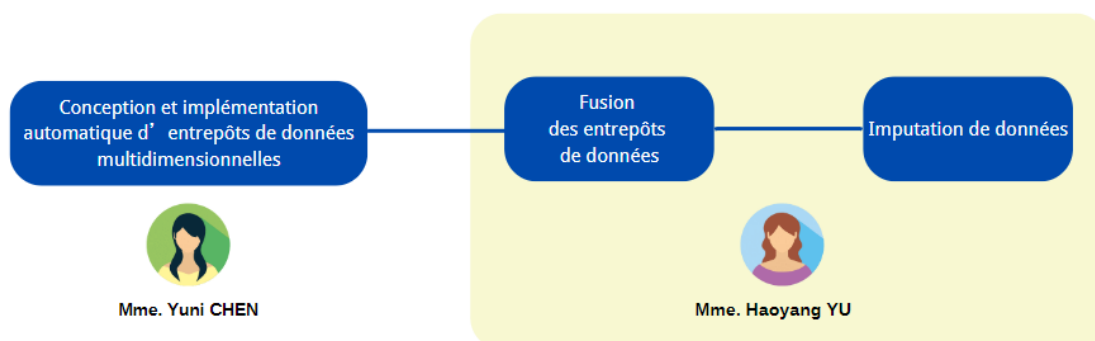 Conception et implémentation
automatique d’ entrepôts de données
multidimensionnelles
Fusion
des entrepôts
de données
Imputation de données
Mme. Yuni CHEN
Mme. Haoyang YU